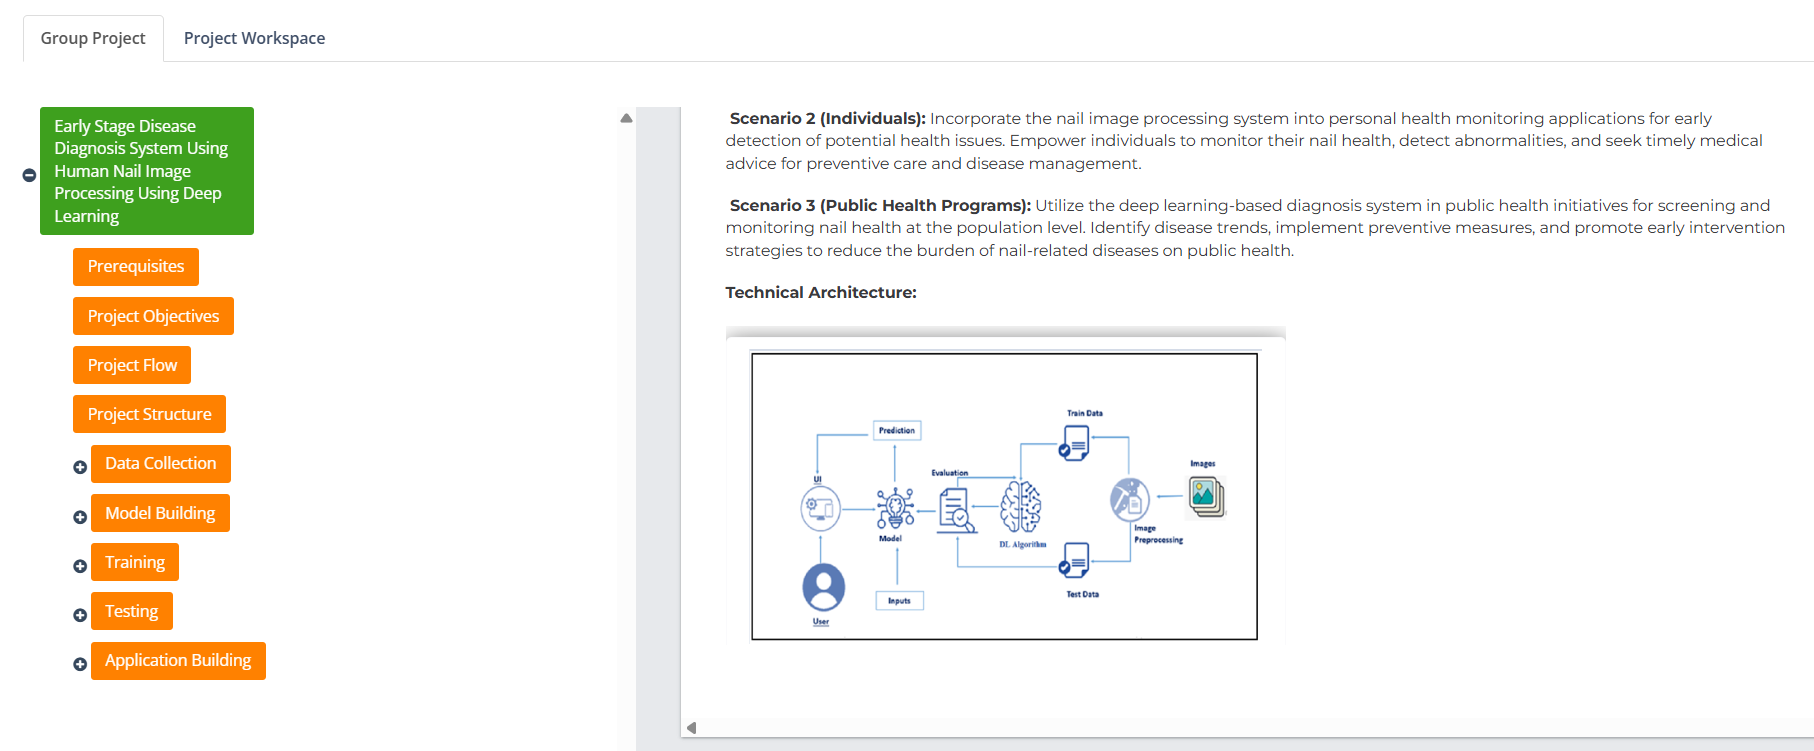 Group Project
Project Workspace
Early Stage Disease
Diagnosis System Using
Human Nail Image
Processing Using Deep
Learning
Prerequisites
Project Objectives
Project Flow
Project Structure
Data Collection
Model Building
Training
Testing
Application Building
Scenario 2 (Individuals): Incorporate the nail image processing system into personal health monitoring applications for early
detection of potential health issues. Empower individuals to monitor their nail health, detect abnormalities, and seek timely medical
advice for preventive care and disease management.
Scenario 3 (Public Health Programs): Utilize the deep learning-based diagnosis system in public health initiatives for screening and
monitoring nail health at the population level. Identify disease trends, implement preventive measures, and promote early intervention
strategies to reduce the burden of nail-related diseases on public health.
Technical Architecture:
Train Data
Prediction
Images
Evaluation
UI
Image
Preprocessing
Model
DL Algorithm
Test Data
Inputs
User